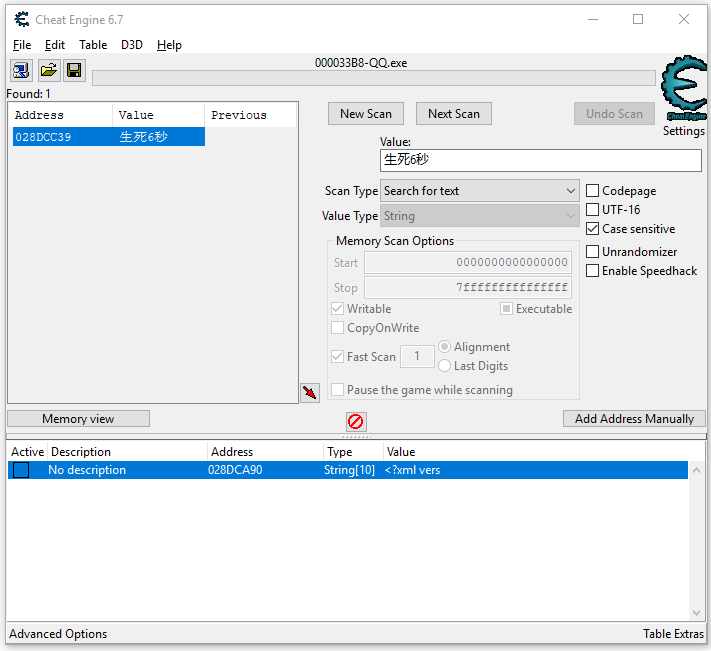 Cheat Engine 6.7
File Edit Table D3D Help
000033B8-QQ.exe
Found: 1
Address Value Previous
028DCC39 生死6秒
New Scan Next Scan Undo Scan
Cheat Engine
Settings
Value:
生死6秒
Scan Type Search for text
Value Type String
Codepage
UTF-16
Case sensitive
Unrandomizer
Enable Speedhack
Memory Scan Options
Start 0000000000000000
Stop 7fffffffffffffff
Writable Executable
CopyOnWrite
Fast Scan 1 Alignment
Last Digits
Pause the game while scanning
Memory view Add Address Manually
Active Description Address Type Value
No description 028DCA90 String[10] <?xml vers
Advanced Options Table Extras